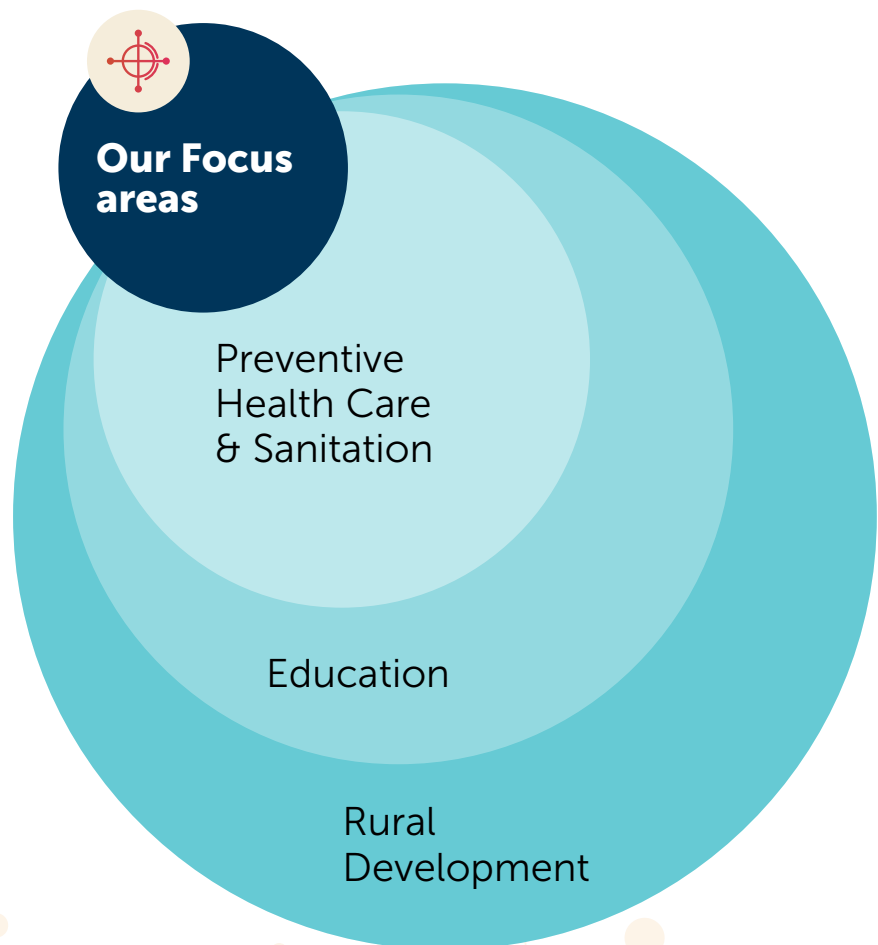 Our Focus
areas
Preventive
Health Care
& Sanitation
Education
Rural
Development